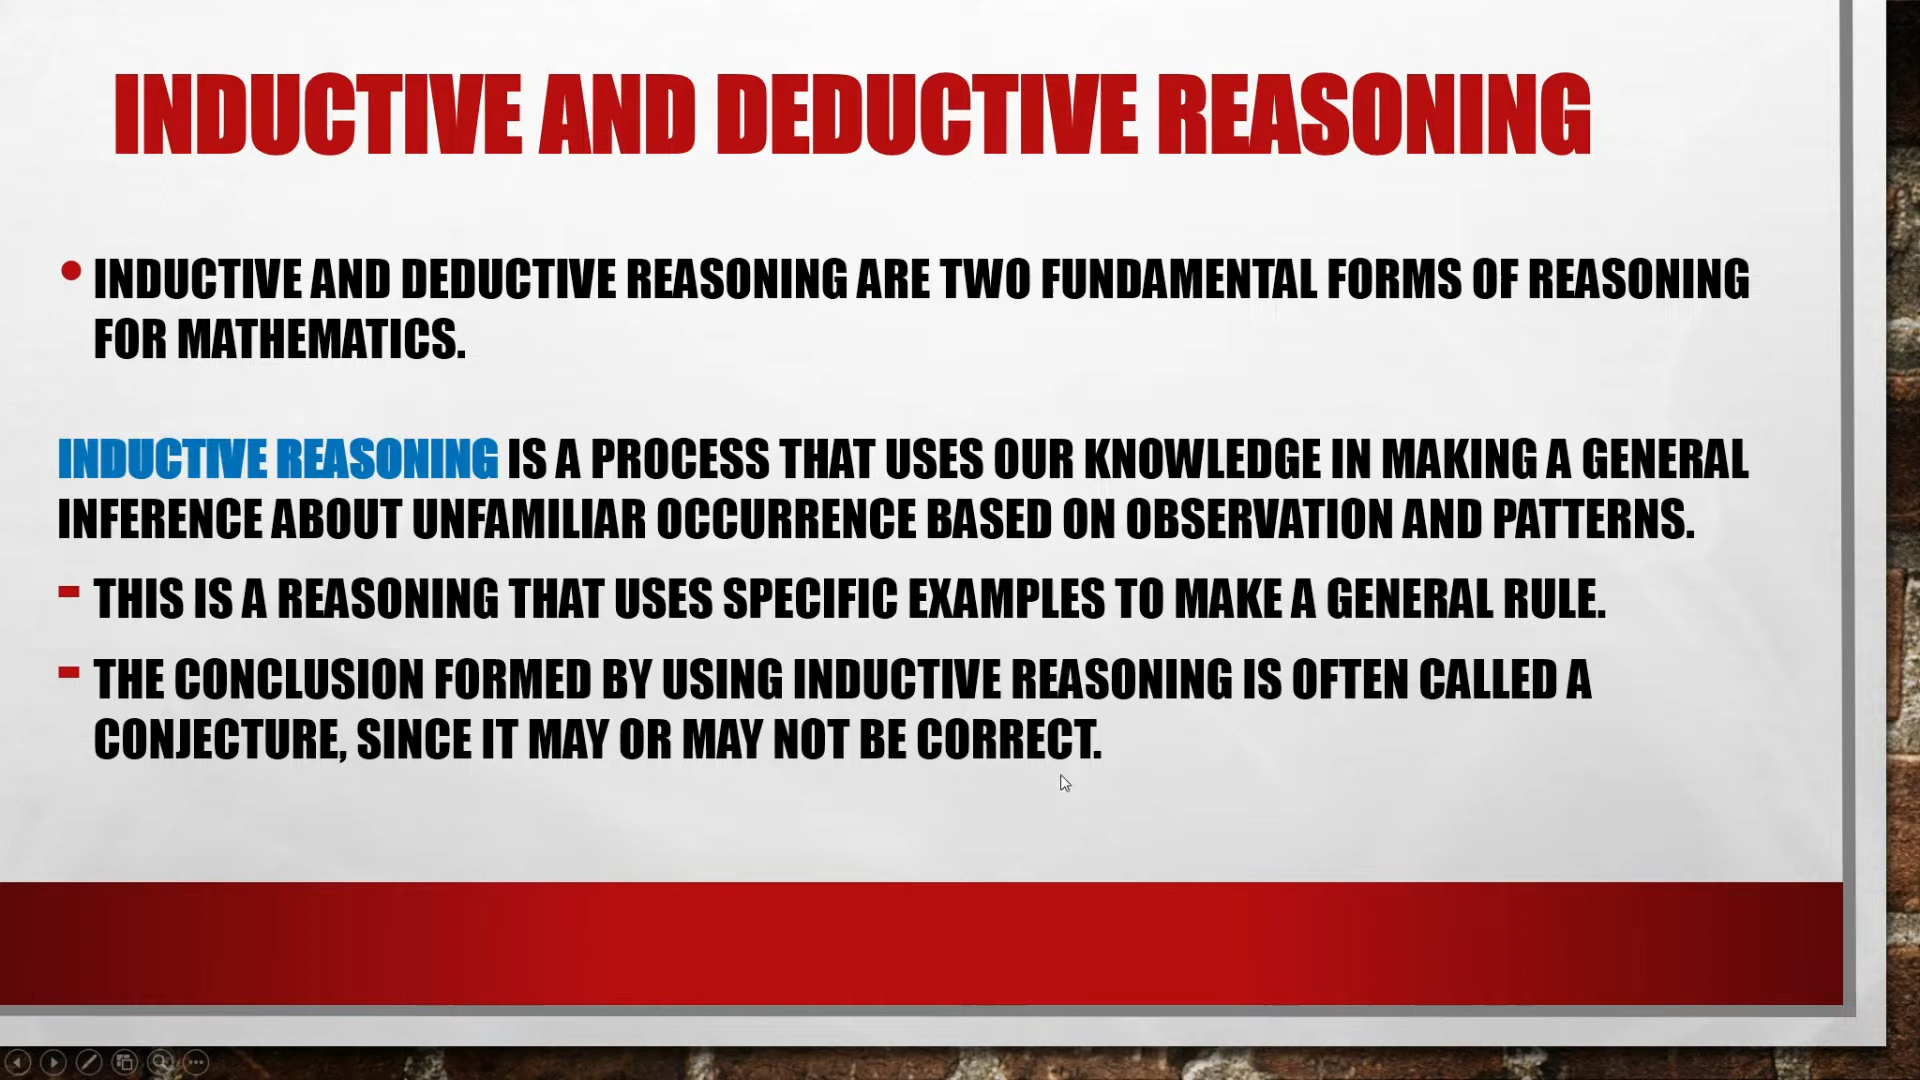 INDUCTIVE AND DEDUCTIVE REASONING
• INDUCTIVE AND DEDUCTIVE REASONING ARE TWO FUNDAMENTAL FORMS OF REASONING
FOR MATHEMATICS.
INDUCTIVE REASONING IS A PROCESS THAT USES OUR KNOWLEDGE IN MAKING A GENERAL
INFERENCE ABOUT UNFAMILIAR OCCURRENCE BASED ON OBSERVATION AND PATTERNS.
- THIS IS A REASONING THAT USES SPECIFIC EXAMPLES TO MAKE A GENERAL RULE.
- THE CONCLUSION FORMED BY USING INDUCTIVE REASONING IS OFTEN CALLED A
CONJECTURE, SINCE IT MAY OR MAY NOT BE CORRECT.